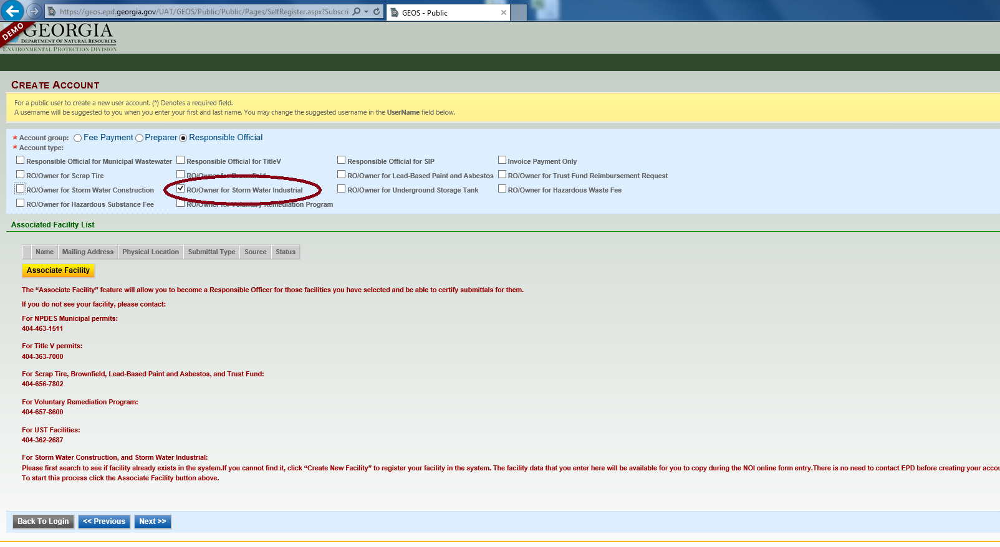 https://geos.epd.georgia.gov/UAT/GEOS/Public/Public/Pages/SelfRegister.aspx?Subscri
GEOS - Public
DEMO
GEORGIA
DEPARTMENT OF NATURAL RESOURCES
ENVIRONMENTAL PROTECTION DIVISION
CREATE ACCOUNT
For a public user to create a new user account. (*) Denotes a required field.
A username will be suggested to you when you enter your first and last name. You may change the suggested username in the UserName field below.
* Account group: Fee Payment Preparer Responsible Official
* Account type:
Responsible Official for Municipal Wastewater Responsible Official for TitleV Responsible Official for SIP Invoice Payment Only
RO/Owner for Scrap Tire RO/Owner for Brownfield RO/Owner for Lead-Based Paint and Asbestos RO/Owner for Trust Fund Reimbursement Request
RO/Owner for Storm Water Construction RO/Owner for Storm Water Industrial RO/Owner for Underground Storage Tank RO/Owner for Hazardous Waste Fee
RO/Owner for Hazardous Substance Fee RO/Owner for Voluntary Remediation Program
Associated Facility List
Name Mailing Address Physical Location Submittal Type Source Status
Associate Facility
The “Associate Facility” feature will allow you to become a Responsible Officer for those facilities you have selected and be able to certify submittals for them.
If you do not see your facility, please contact:
For NPDES Municipal permits:
404-463-1511
For Title V permits:
404-363-7000
For Scrap Tire, Brownfield, Lead-Based Paint and Asbestos, and Trust Fund:
404-656-7802
For Voluntary Remediation Program:
404-657-8600
For UST Facilities:
404-362-2687
For Storm Water Construction, and Storm Water Industrial:
Please first search to see if facility already exists in the system.If you cannot find it, click “Create New Facility” to register your facility in the system. The facility data that you enter here will be available for you to copy during the NOI online form entry.There is no need to contact EPD before creating your accou
To start this process click the Associate Facility button above.
Back To Login << Previous Next >>